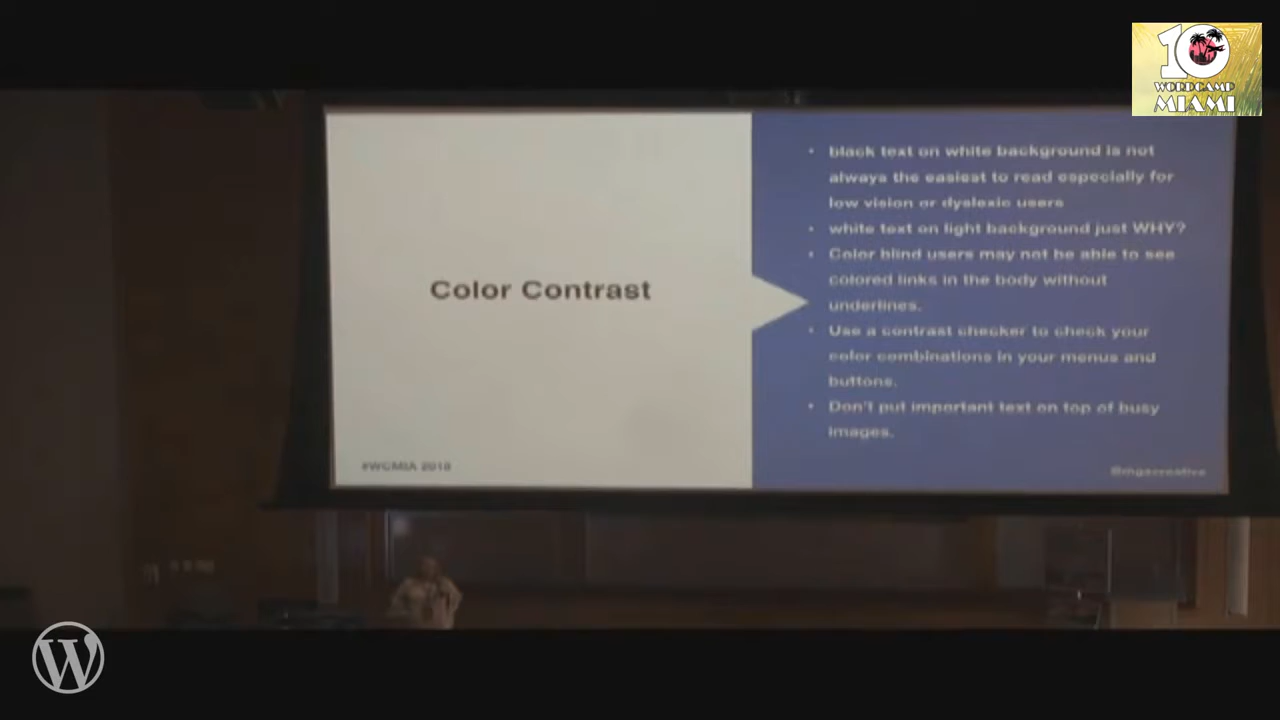 10
WORDCAMP
MIAMI
Color Contrast
• black text on white background is not
always the easiest to read especially for
low vision or dyslexic users
• white text on light background just WHY?
• Color blind users may not be able to see
colored links in the body without
underlines.
• Use a contrast checker to check your
color combinations in your menus and
buttons.
• Don't put important text on top of busy
images.
#WCMIA 2018
@mgacreative
W